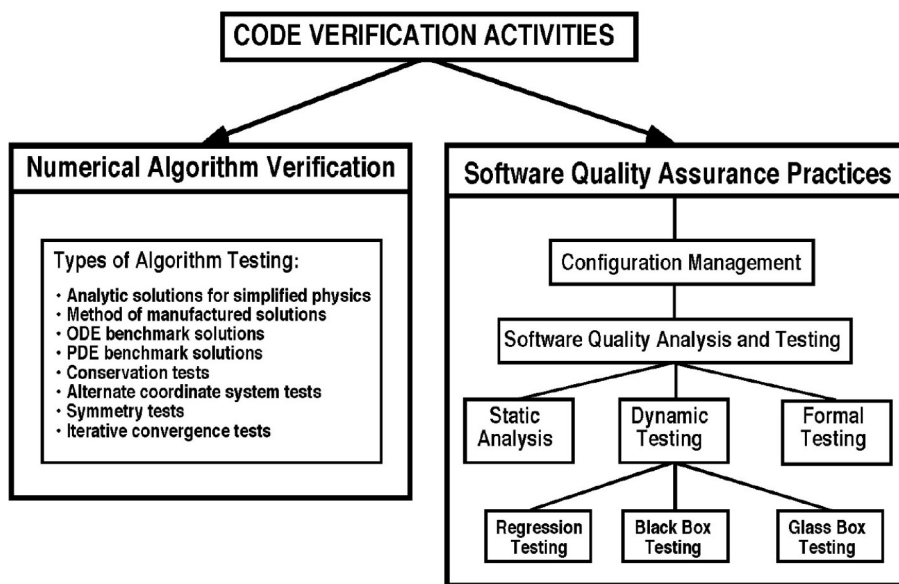 CODE VERIFICATION ACTIVITIES
Numerical Algorithm Verification
Types of Algorithm Testing:
· Analytic solutions for simplified physics
· Method of manufactured solutions
· ODE benchmark solutions
· PDE benchmark solutions
· Conservation tests
· Alternate coordinate system tests
· Symmetry tests
· Iterative convergence tests
Software Quality Assurance Practices
Configuration Management
Software Quality Analysis and Testing
Static
Analysis
Dynamic
Testing
Formal
Testing
Regression
Testing
Black Box
Testing
Glass Box
Testing